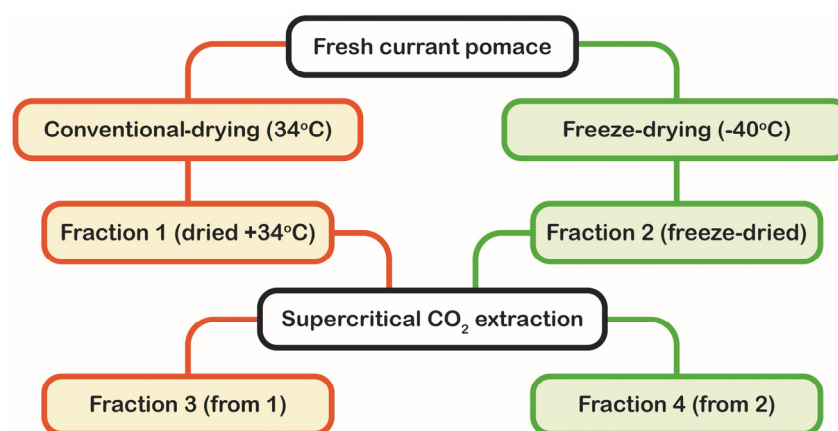 Fresh currant pomace
Conventional-drying (34°C)
Freeze-drying (-40°C)
Fraction 1 (dried +34°C)
Fraction 2 (freeze-dried)
Supercritical CO₂ extraction
Fraction 3 (from 1)
Fraction 4 (from 2)